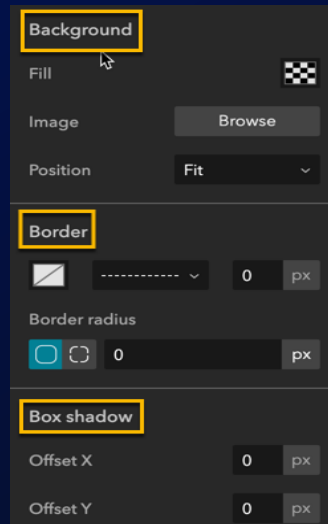 Background
Fill
Image Browse
Position Fit
Border
0 px
Border radius
0 px
Box shadow
Offset X 0 px
Offset Y 0 px